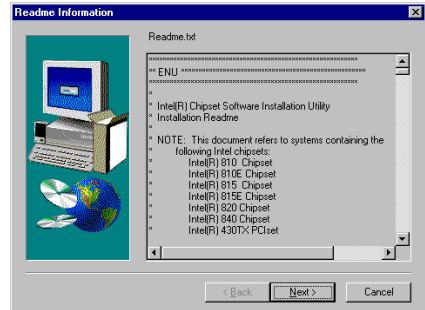 Readme Information
Readme.txt
************************************************************
** ENU ******************************************************
************************************************************
*
* Intel(R) Chipset Software Installation Utility
* Installation Readme
*
* NOTE: This document refers to systems containing the
* following Intel chipsets:
* Intel(R) 810 Chipset
* Intel(R) 810E Chipset
* Intel(R) 815 Chipset
* Intel(R) 815E Chipset
* Intel(R) 820 Chipset
* Intel(R) 840 Chipset
* Intel(R) 430TX PCIset
< Back Next > Cancel